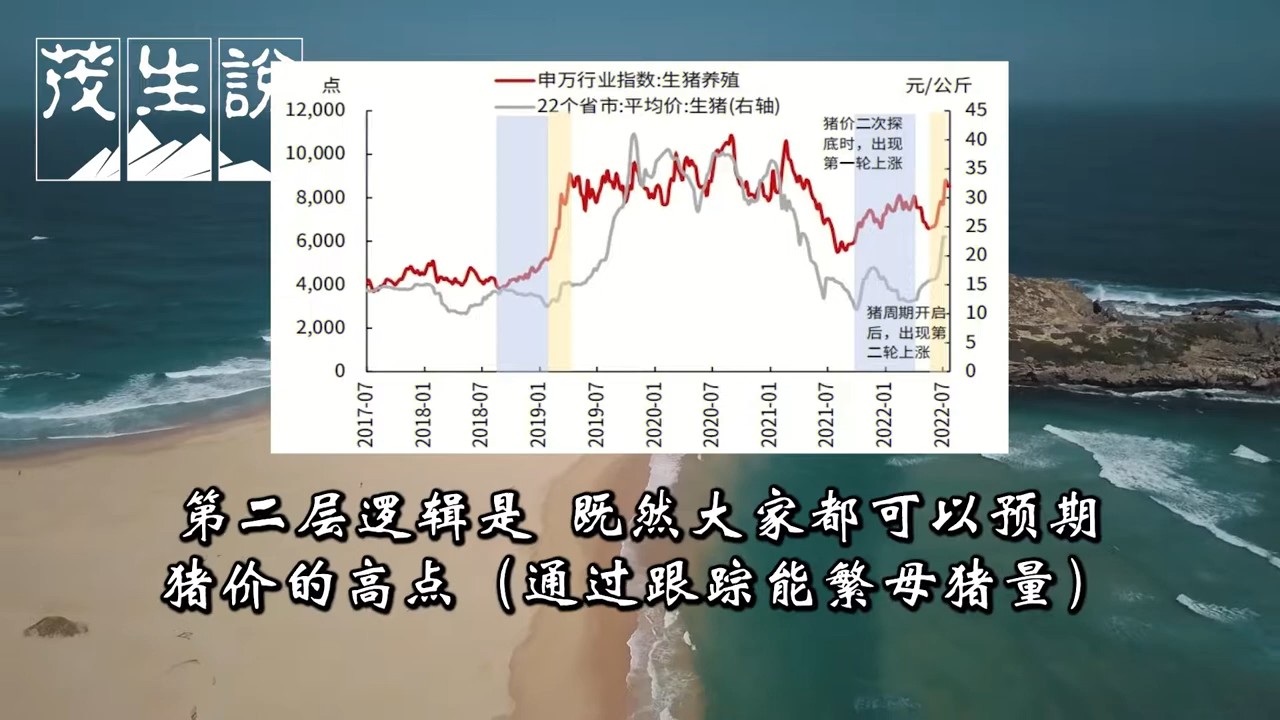 茂生說
点
申万行业指数:生猪养殖
元/公斤
22个省市:平均价:生猪(右轴)
12,000
10,000
8,000
6,000
4,000
2,000
0
45
40
35
30
25
20
15
10
5
0
猪价二次探
底时，出现
第一轮上涨
猪周期开启
后，出现第
二轮上涨
2017-07
2018-01
2018-07
2019-01
2019-07
2020-01
2020-07
2021-01
2021-07
2022-01
2022-07
第二层逻辑是 既然大家都可以预期
猪价的高点（通过跟踪能繁母猪量）